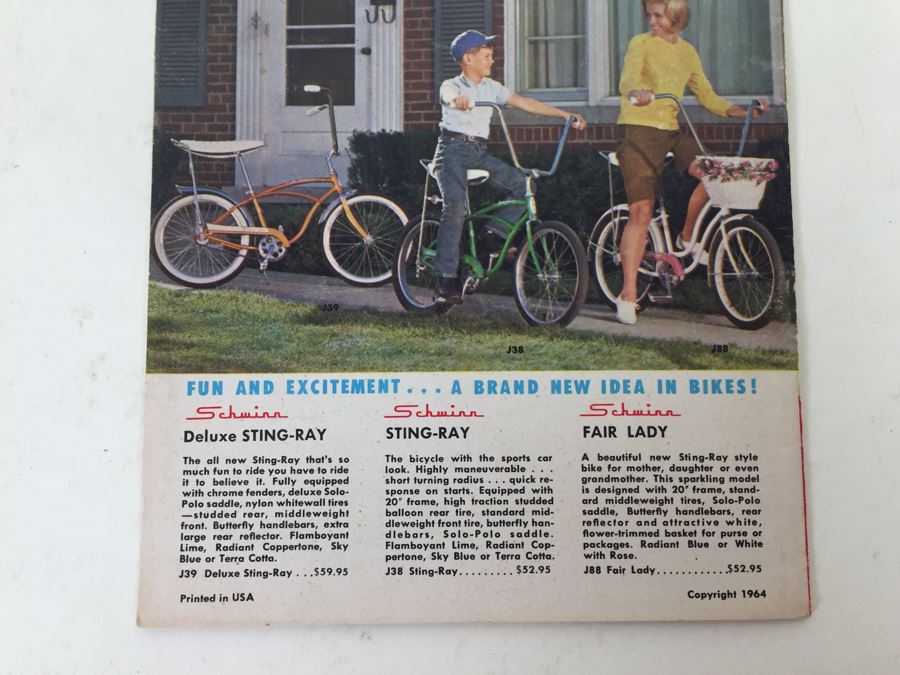 J39
J38
J88
FUN AND EXCITEMENT . . . A BRAND NEW IDEA IN BIKES!
Schwinn
Deluxe STING-RAY
The all new Sting-Ray that's so
much fun to ride you have to ride
it to believe it. Fully equipped
with chrome fenders, deluxe Solo-
Polo saddle, nylon whitewall tires
—studded rear, middleweight
front. Butterfly handlebars, extra
large rear reflector. Flamboyant
Lime, Radiant Coppertone, Sky
Blue or Terra Cotta.
J39 Deluxe Sting-Ray . . .$59.95
Schwinn
STING-RAY
The bicycle with the sports car
look. Highly maneuverable . . .
short turning radius . . . quick re-
sponse on starts. Equipped with
20" frame, high traction studded
balloon rear tire, standard mid-
dleweight front tire, butterfly han-
dlebars, Solo-Polo saddle.
Flamboyant Lime, Radiant Cop-
pertone, Sky Blue or Terra Cotta.
J38 Sting-Ray.........$52.95
Schwinn
FAIR LADY
A beautiful new Sting-Ray style
bike for mother, daughter or even
grandmother. This sparkling model
is designed with 20" frame, stand-
ard middleweight tires, Solo-Polo
saddle, Butterfly handlebars, rear
reflector and attractive white,
flower-trimmed basket for purse or
packages. Radiant Blue or White
with Rose.
J88 Fair Lady............$52.95
Printed in USA
Copyright 1964